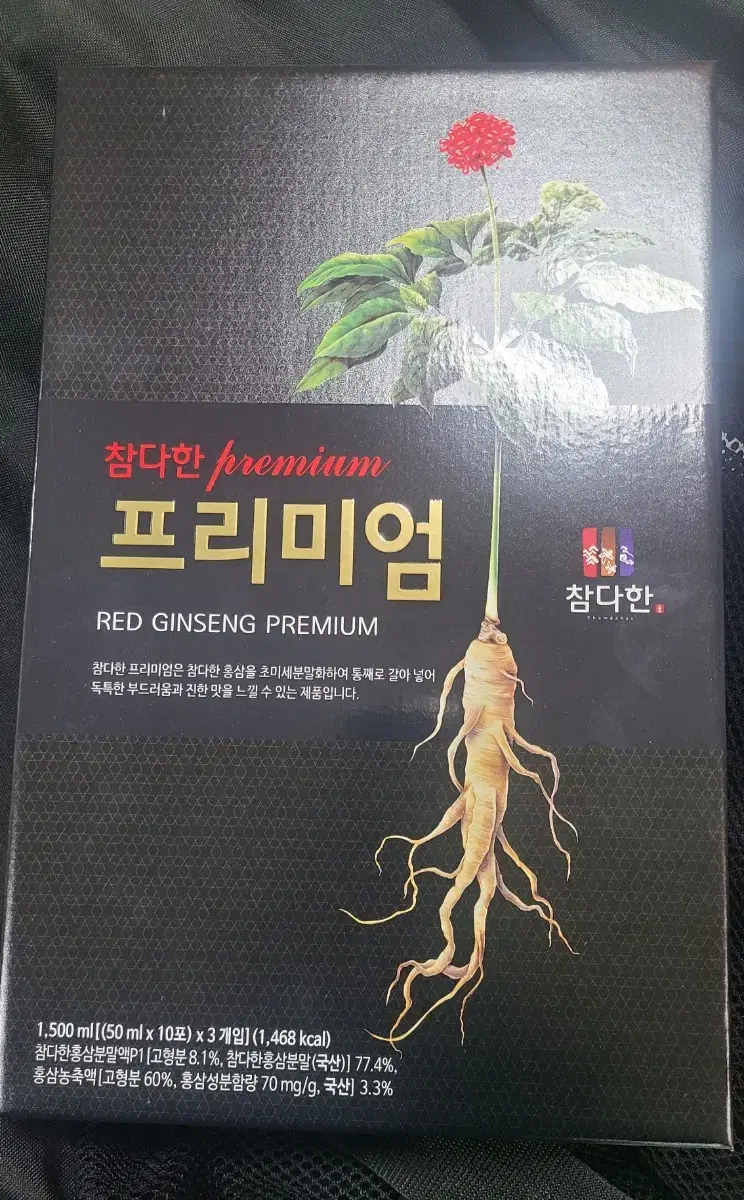 참다한 premium
프리미엄
RED GINSENG PREMIUM
참다한 프리미엄은 참다한 홍삼을 초미세분말화하여 통째로 갈아 넣어
독특한 부드러움과 진한 맛을 느낄 수 있는 제품입니다.
참다한
Chamdahan
1,500 ml [(50 ml x 10포) x 3 개입] (1,468 kcal)
참다한홍삼분말액P1 [고형분 8.1%, 참다한홍삼분말(국산)] 77.4%,
홍삼농축액 [고형분 60%, 홍삼성분함량 70 mg/g, 국산] 3.3%